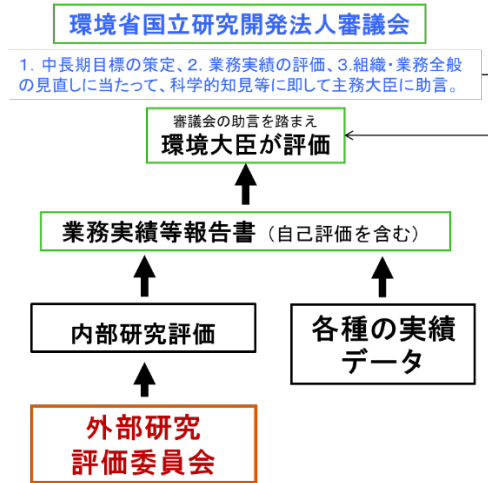 環境省国立研究開発法人審議会
1. 中長期目標の策定、2. 業務実績の評価、3.組織・業務全般
の見直しに当たって、科学的知見等に即して主務大臣に助言。
審議会の助言を踏まえ
環境大臣が評価
業務実績等報告書（自己評価を含む）
内部研究評価
各種の実績
データ
外部研究
評価委員会